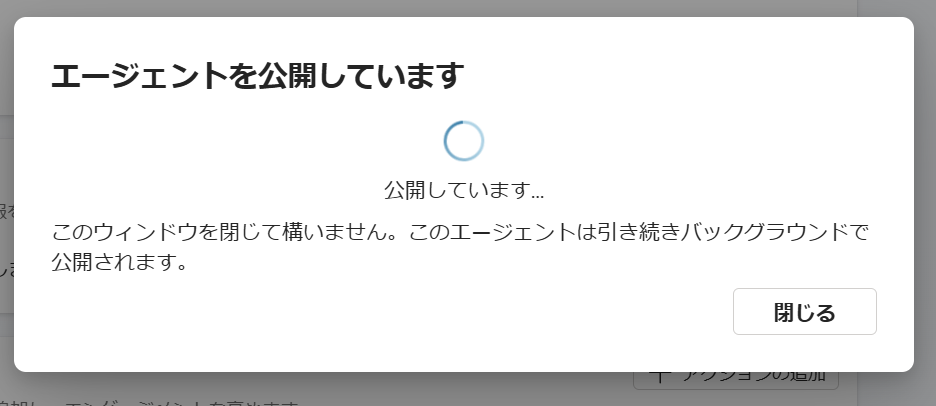 エージェントを公開しています
公開しています...
このウィンドウを閉じて構いません。このエージェントは引き続きバックグラウンドで
公開されます。
閉じる
アクションの追加